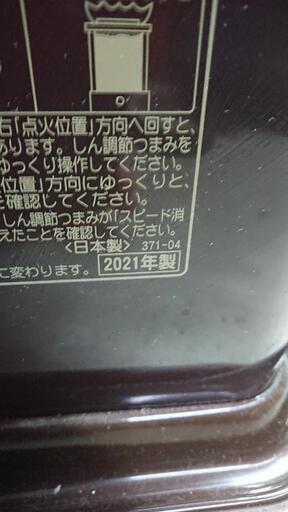 右「点火位置」方向へ回すと、
あります。しん調節つまみを
ゆっくり操作してください。
位置」方向にゆっくりと、
を確認してください。
しん調節つまみが「スピード消
えたことを確認してください。
<日本製> 371-04
に変わります。 2021年製